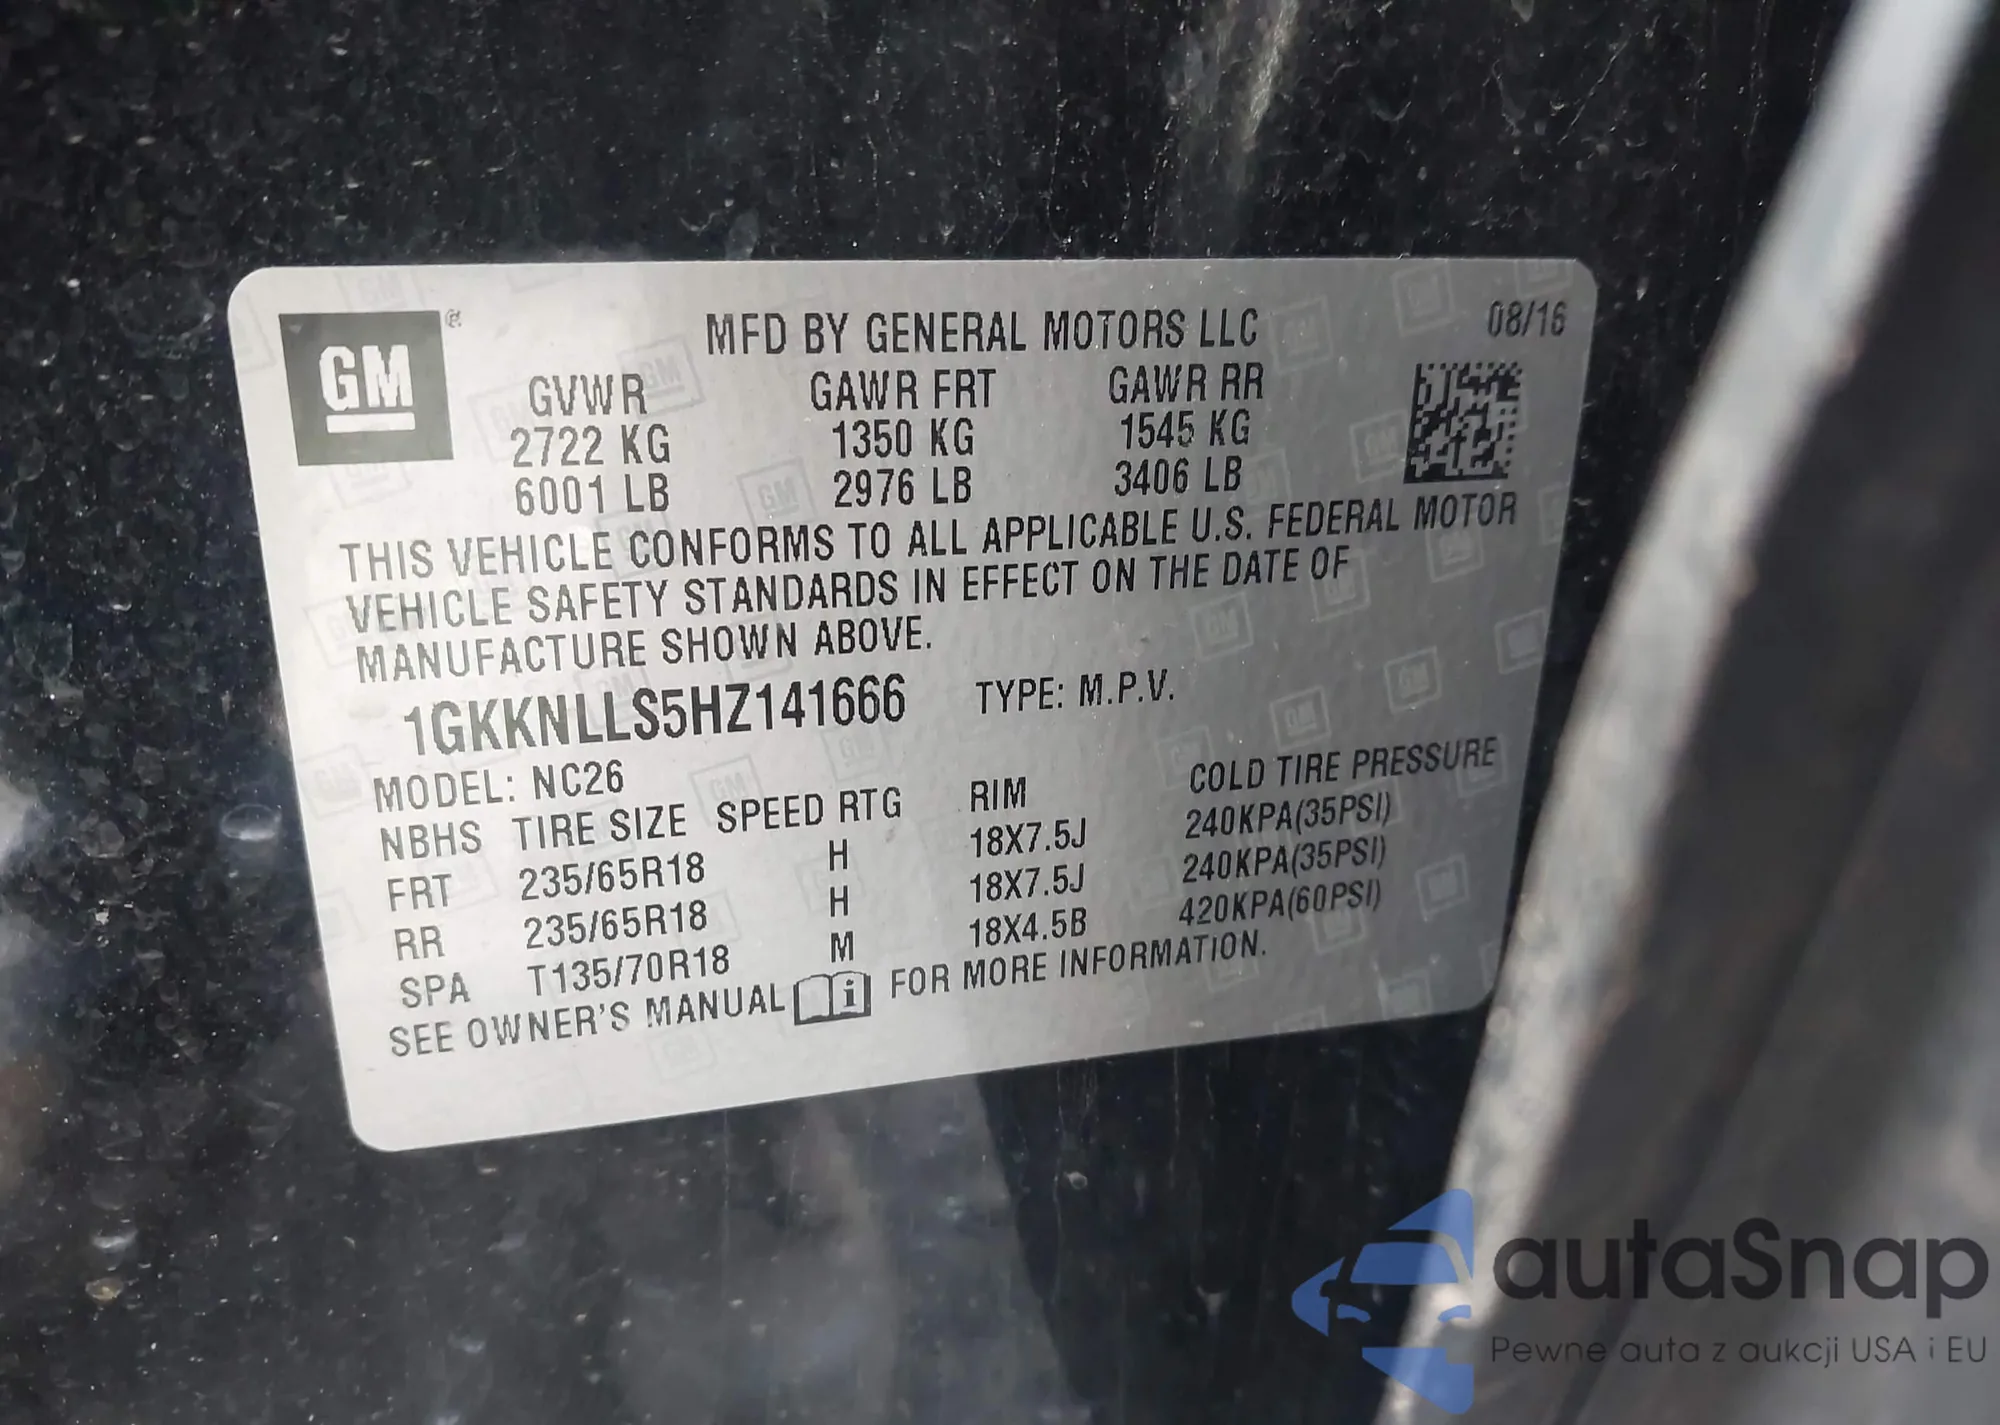 GM
MFD BY GENERAL MOTORS LLC 08/16
GVWR GAWR FRT GAWR RR
2722 KG 1350 KG 1545 KG
6001 LB 2976 LB 3406 LB
THIS VEHICLE CONFORMS TO ALL APPLICABLE U.S. FEDERAL MOTOR
VEHICLE SAFETY STANDARDS IN EFFECT ON THE DATE OF
MANUFACTURE SHOWN ABOVE.
1GKKNLLS5HZ141666 TYPE: M.P.V.
MODEL: NC26
NBHS TIRE SIZE SPEED RTG RIM COLD TIRE PRESSURE
FRT 235/65R18 H 18X7.5J 240KPA(35PSI)
RR 235/65R18 H 18X7.5J 240KPA(35PSI)
SPA T135/70R18 M 18X4.5B 420KPA(60PSI)
SEE OWNER'S MANUAL i FOR MORE INFORMATION.
autaSnap
Pewne auta z aukcji USA i EU